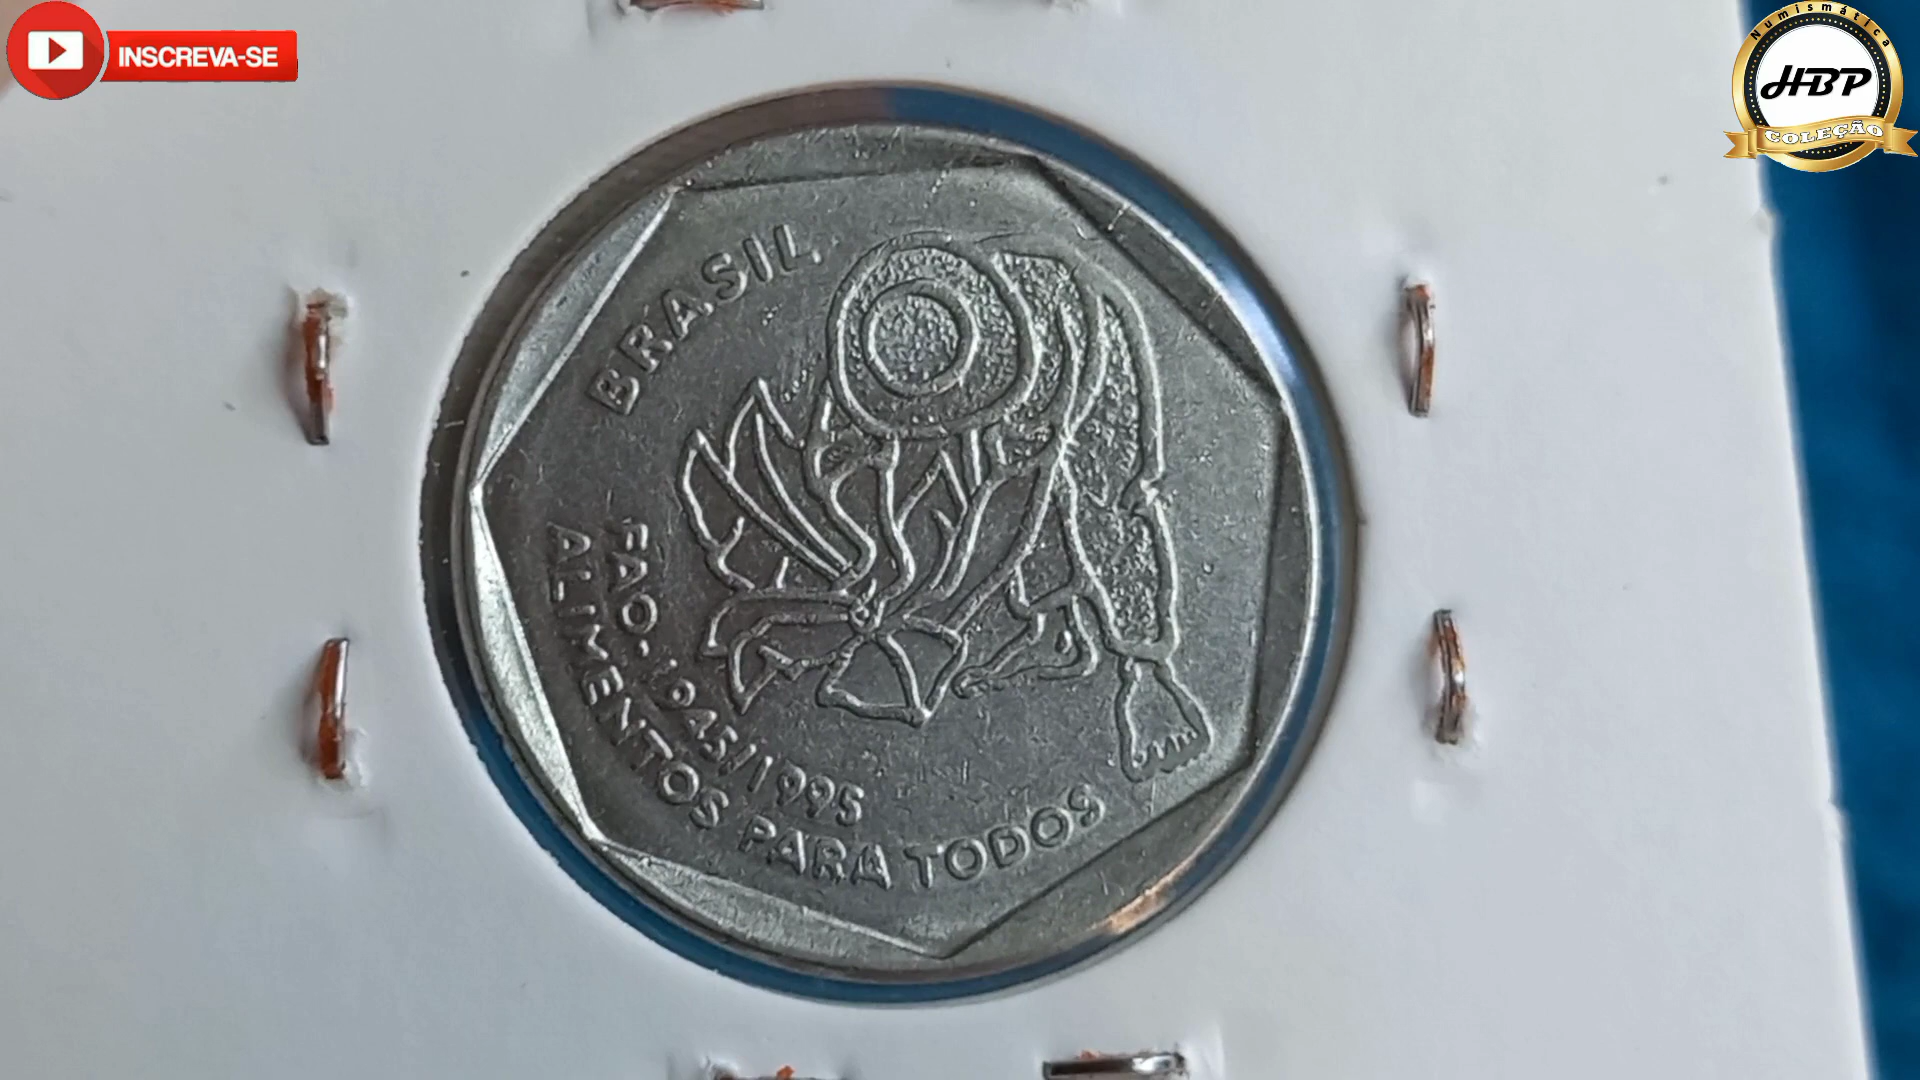 INSCREVA-SE
Numismática
HBP
COLEÇÃO
BRASIL
FAO-1945/1995
ALIMENTOS PARA TODOS